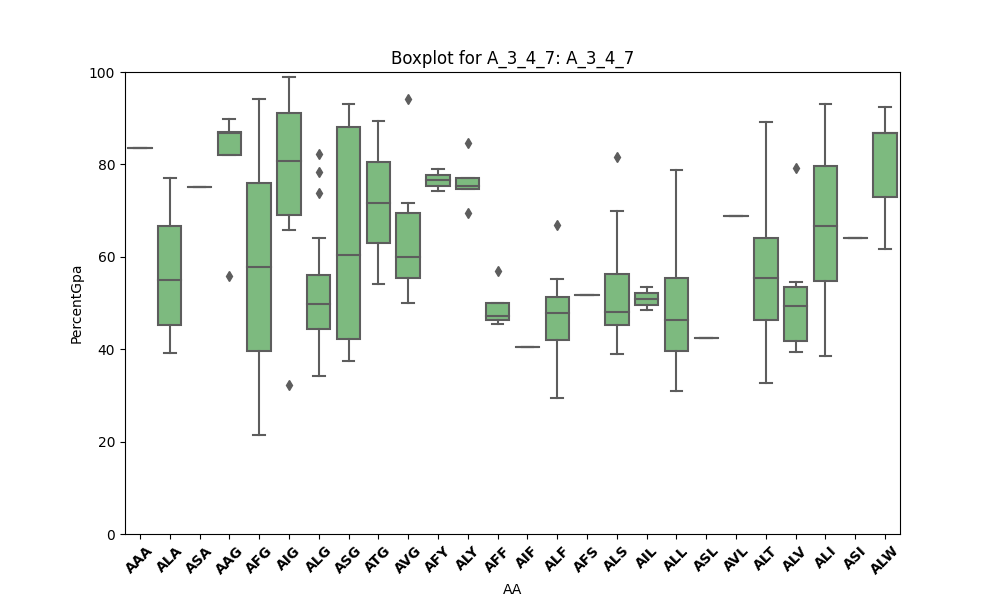 Boxplot for A_3_4_7: A_3_4_7
100
80
60
40
20
0
PercentGpa
AAA ALA ASA AAG AFG AIG ALG ASG ATG AVG AFY ALY AFF AIF ALF AFS ALS AIL ALL ASL AVL ALT ALV ALI ASI ALW
AA